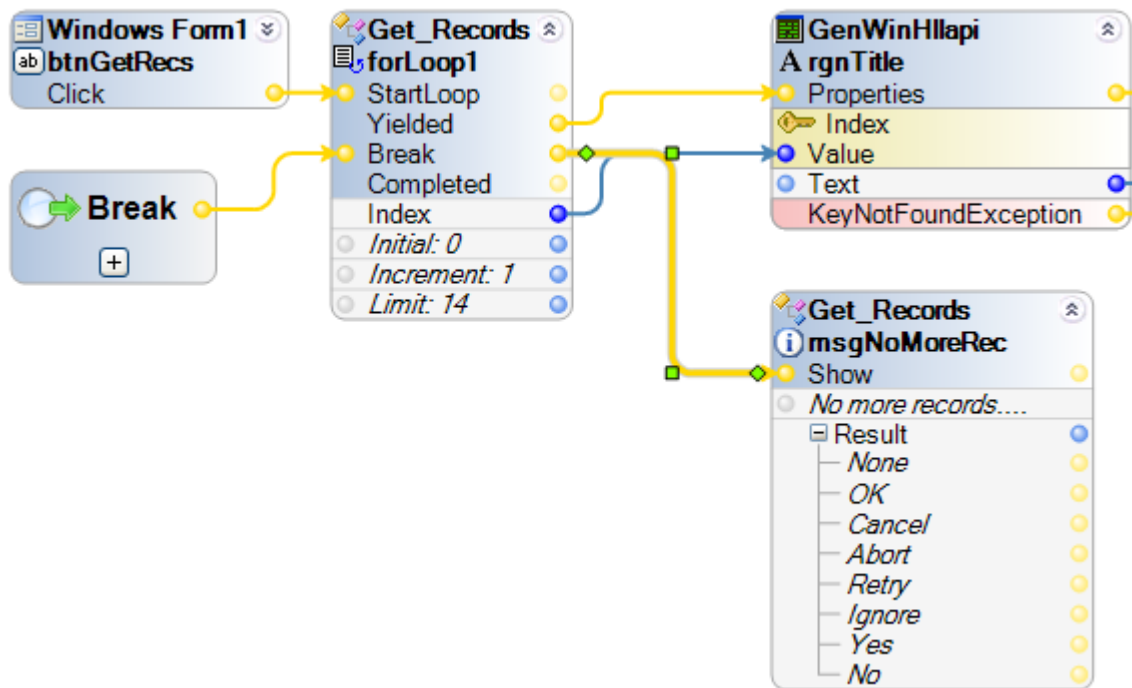 Windows Form1
ab btnGetRecs
Click
Break
Get_Records
forLoop1
StartLoop
Yielded
Break
Completed
Index
Initial: 0
Increment: 1
Limit: 14
GenWinHllapi
A rgnTitle
Properties
Index
Value
Text
KeyNotFoundException
Get_Records
msgNoMoreRec
Show
No more records....
Result
None
OK
Cancel
Abort
Retry
Ignore
Yes
No